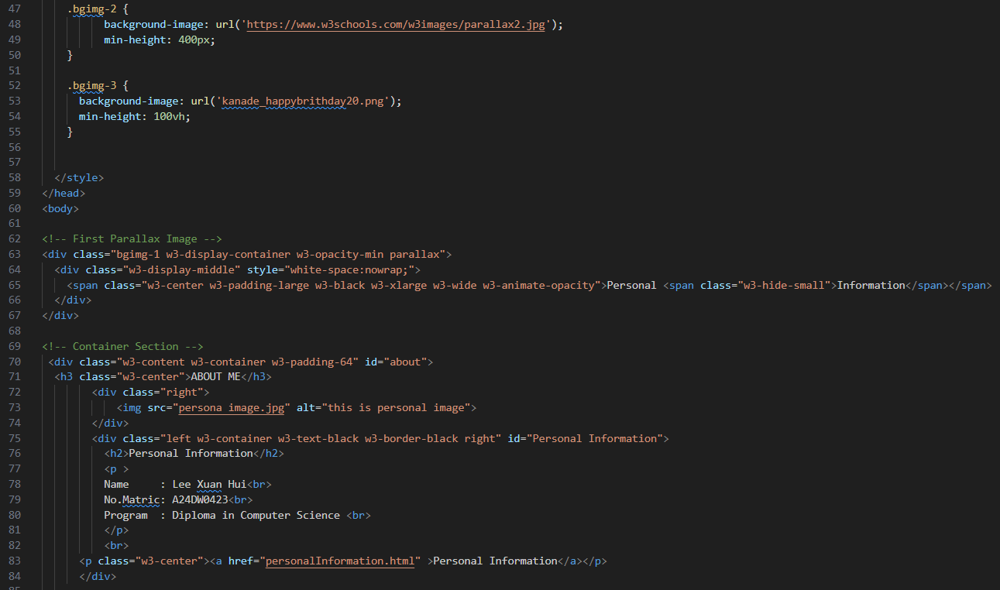 47 .bgimg-2 {
48 background-image: url('https://www.w3schools.com/w3images/parallax2.jpg');
49 min-height: 400px;
50 }
51
52 .bgimg-3 {
53 background-image: url('kanade_happybrithday20.png');
54 min-height: 100vh;
55 }
56
57
58 </style>
59 </head>
60 <body>
61
62 <!-- First Parallax Image -->
63 <div class="bgimg-1 w3-display-container w3-opacity-min parallax">
64 <div class="w3-display-middle" style="white-space:nowrap;">
65 <span class="w3-center w3-padding-large w3-black w3-xlarge w3-wide w3-animate-opacity">Personal <span class="w3-hide-small">Information</span></span>
66 </div>
67 </div>
68
69 <!-- Container Section -->
70 <div class="w3-content w3-container w3-padding-64" id="about">
71 <h3 class="w3-center">ABOUT ME</h3>
72 <div class="right">
73 <img src="persona image.jpg" alt="this is personal image">
74 </div>
75 <div class="left w3-container w3-text-black w3-border-black right" id="Personal Information">
76 <h2>Personal Information</h2>
77 <p >
78 Name     : Lee Xuan Hui<br>
79 No.Matric: A24DW0423<br>
80 Program  : Diploma in Computer Science <br>
81 </p>
82 <br>
83 <p class="w3-center"><a href="personalInformation.html" >Personal Information</a></p>
84 </div>